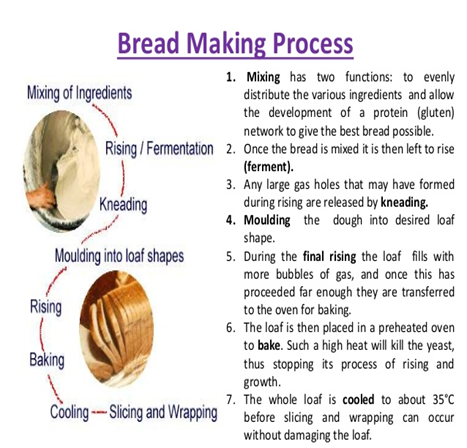 Bread Making Process
Mixing of Ingredients
Rising / Fermentation
Kneading
Moulding into loaf shapes
Rising
Baking
Cooling — Slicing and Wrapping
1. Mixing has two functions: to evenly
distribute the various ingredients and allow
the development of a protein (gluten)
network to give the best bread possible.
2. Once the bread is mixed it is then left to rise
(ferment).
3. Any large gas holes that may have formed
during rising are released by kneading.
4. Moulding the dough into desired loaf
shape.
5. During the final rising the loaf fills with
more bubbles of gas, and once this has
proceeded far enough they are transferred
to the oven for baking.
6. The loaf is then placed in a preheated oven
to bake. Such a high heat will kill the yeast,
thus stopping its process of rising and
growth.
7. The whole loaf is cooled to about 35°C
before slicing and wrapping can occur
without damaging the loaf.